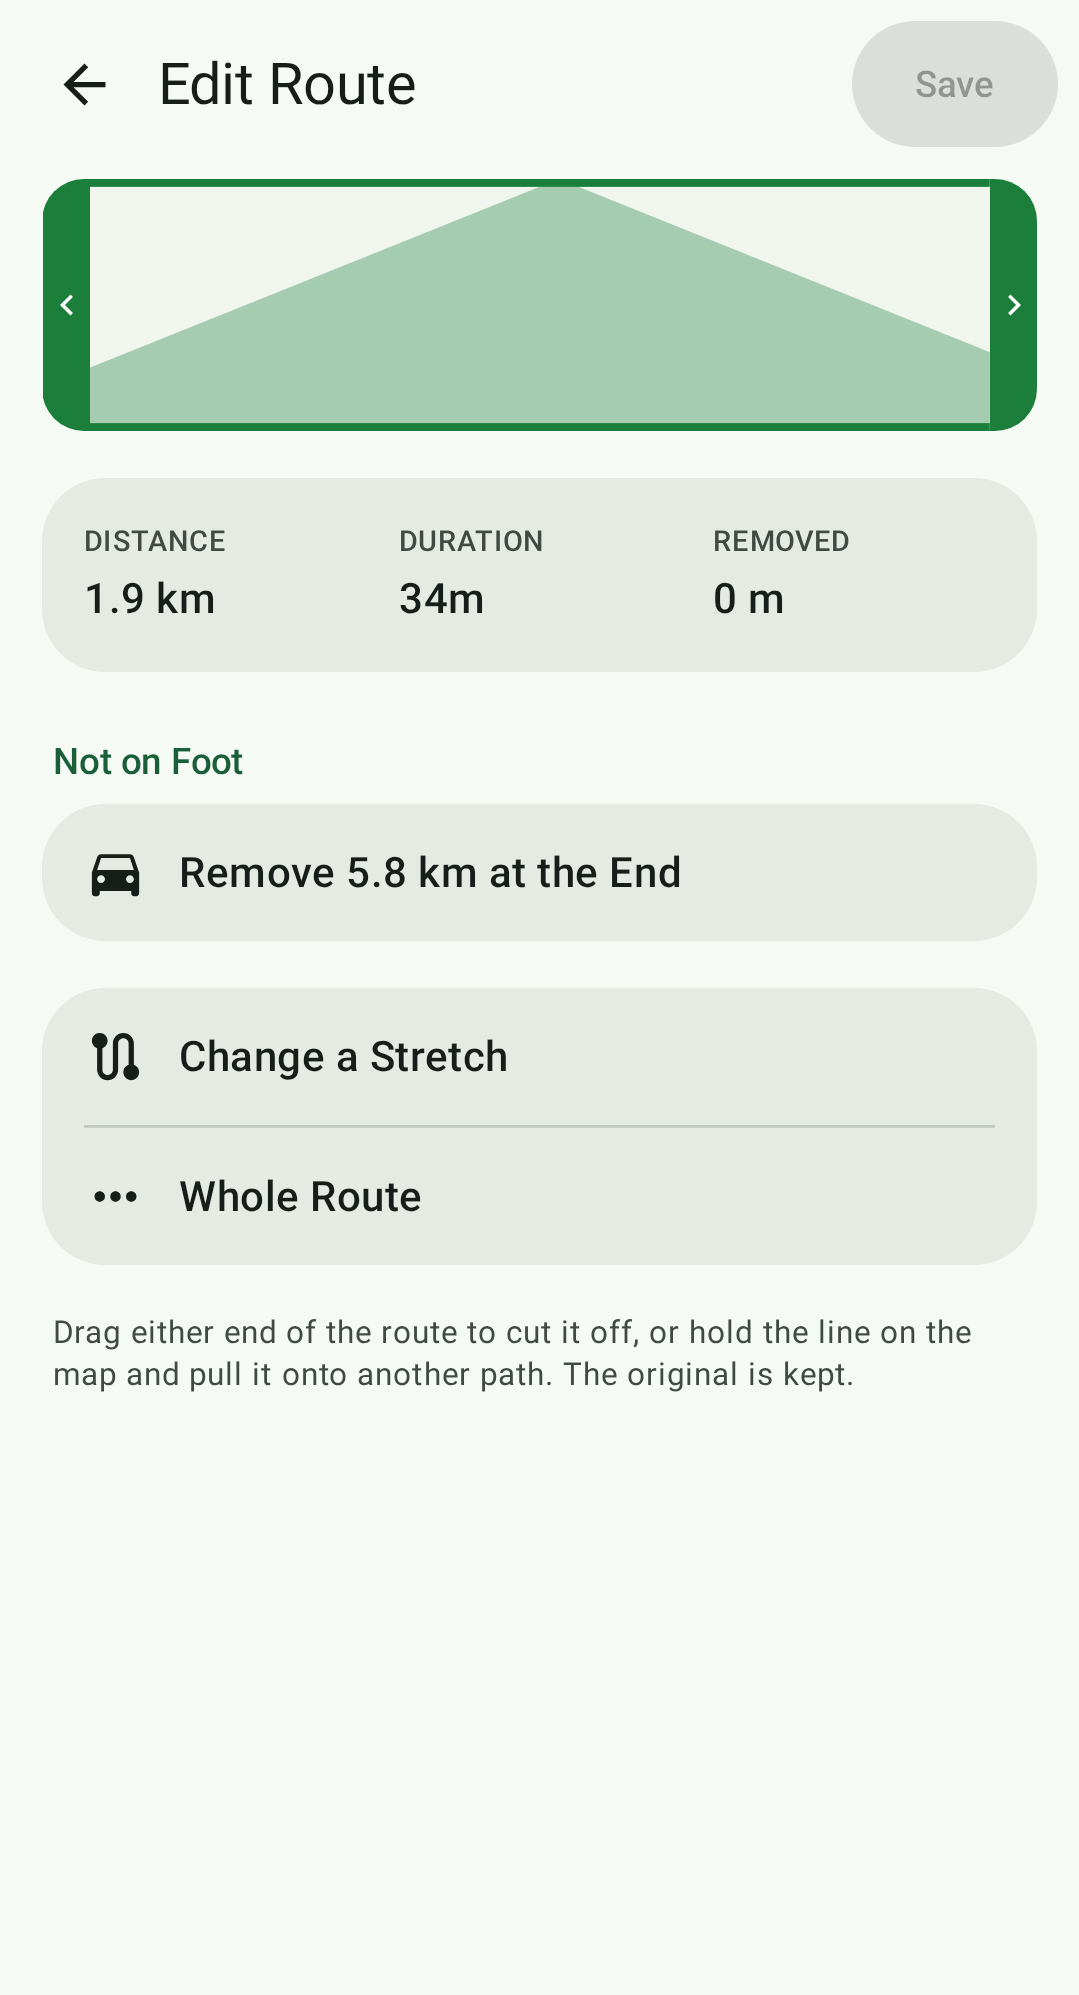 Edit Route
Save
DISTANCE
DURATION
REMOVED
1.9 km
34m
0 m
Not on Foot
Remove 5.8 km at the End
Change a Stretch
Whole Route
Drag either end of the route to cut it off, or hold the line on the
map and pull it onto another path. The original is kept.